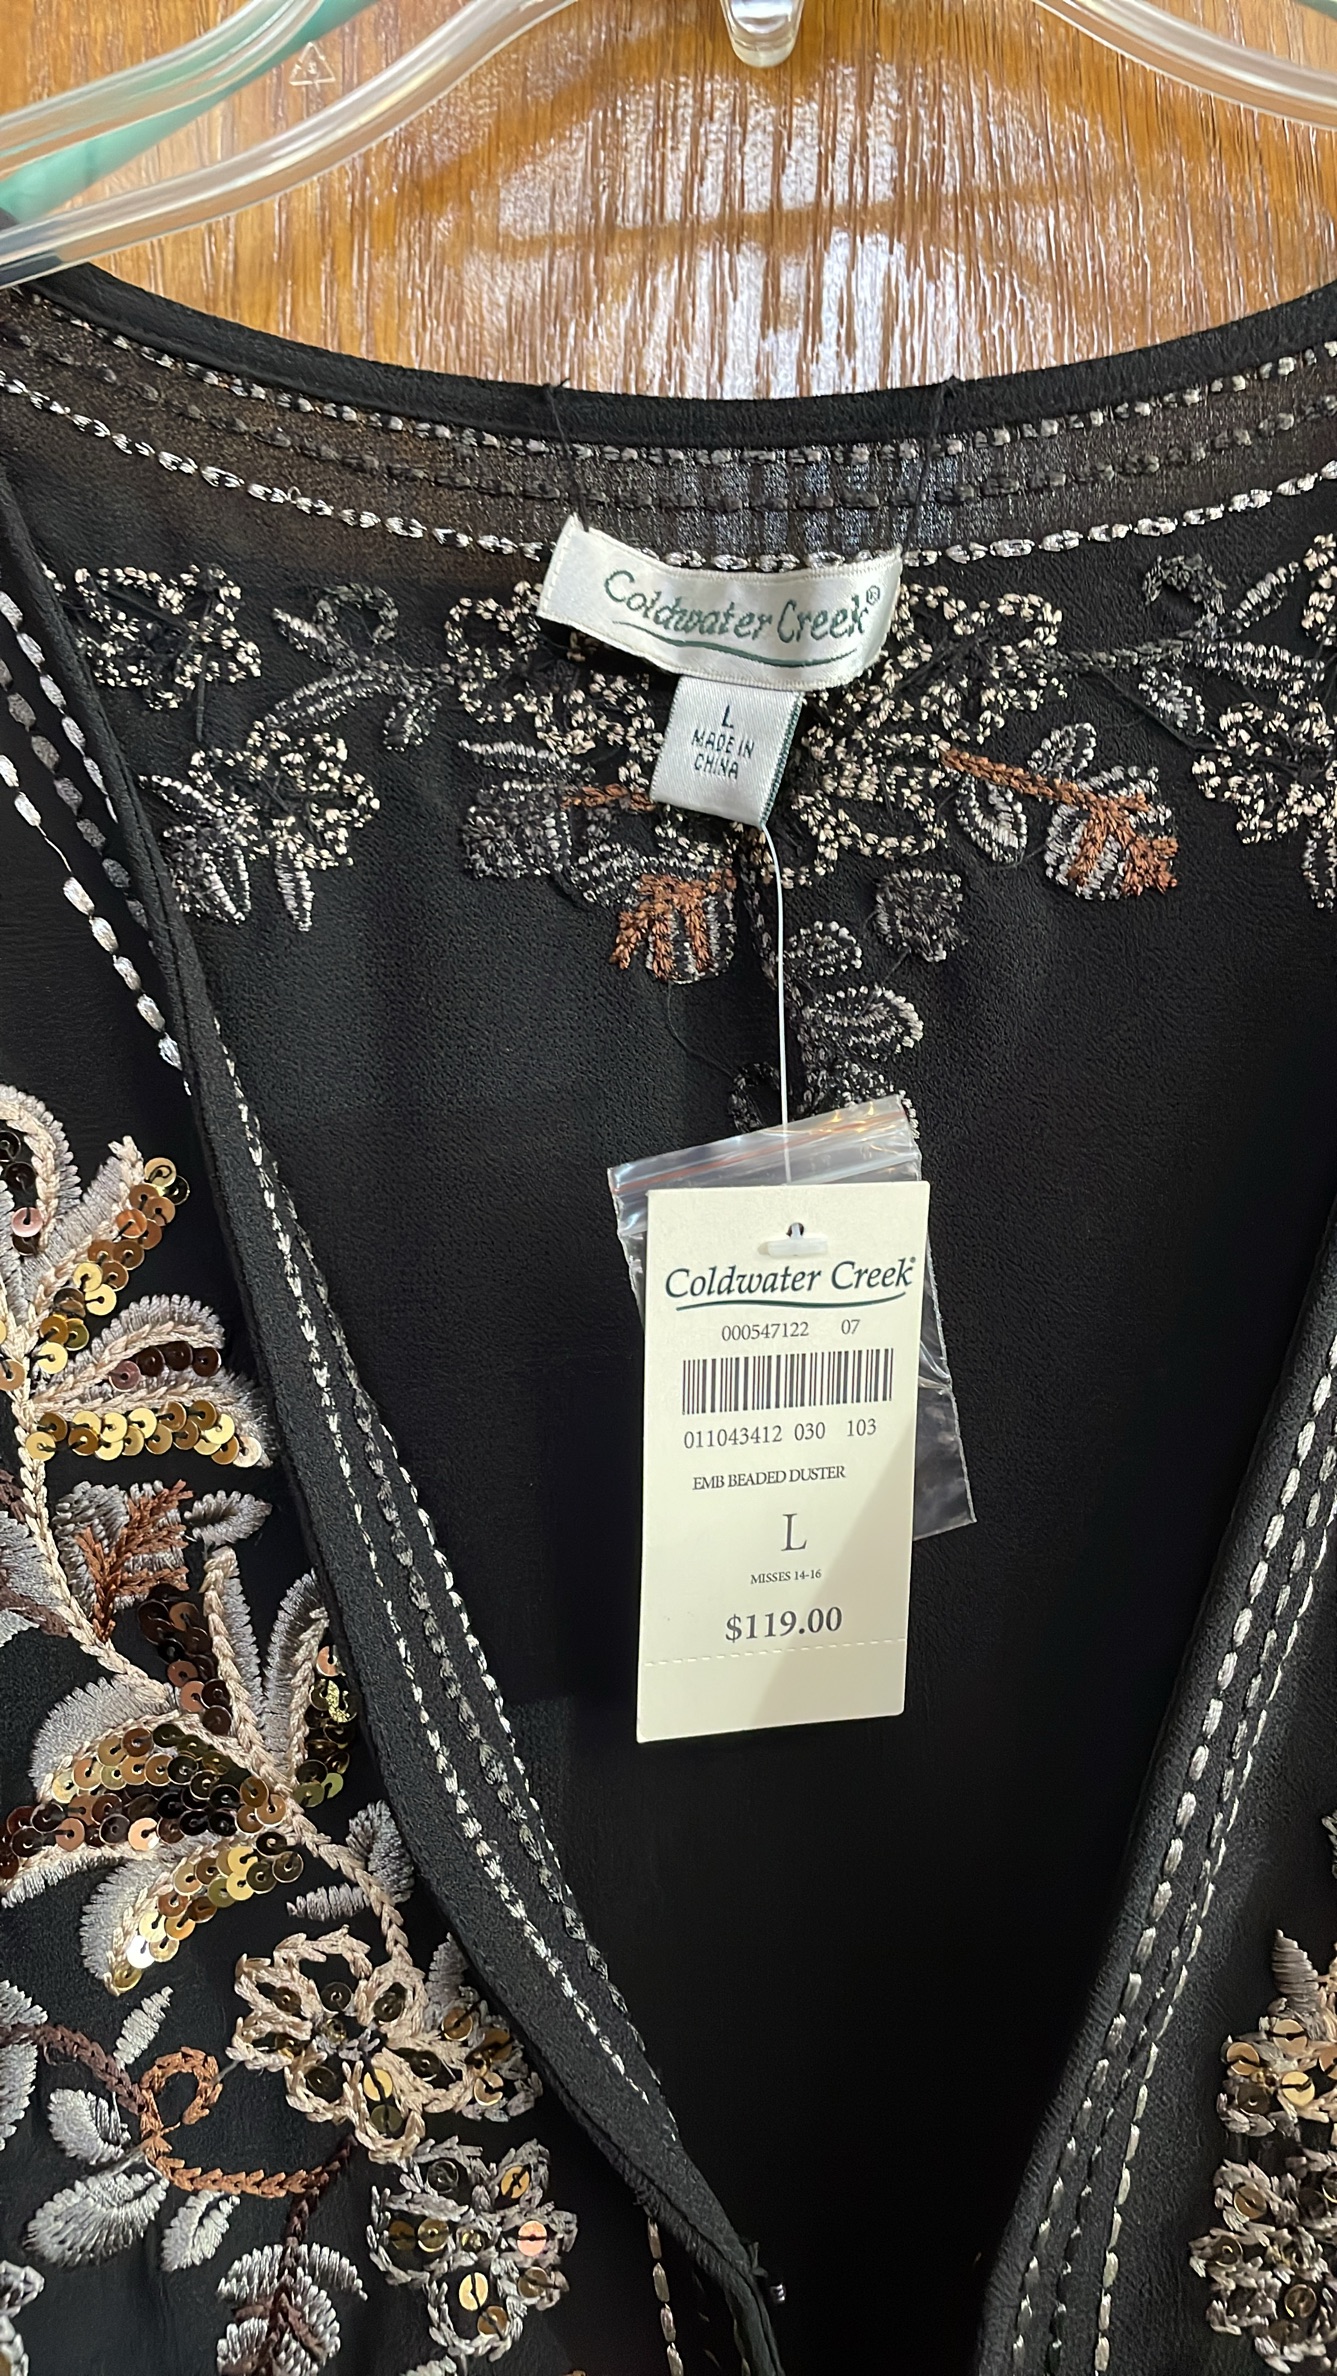 Coldwater Creek®
L
MADE IN
CHINA
Coldwater Creek®
000547122 07
011043412 030 103
EMB BEADED DUSTER
L
MISSES 14-16
$119.00